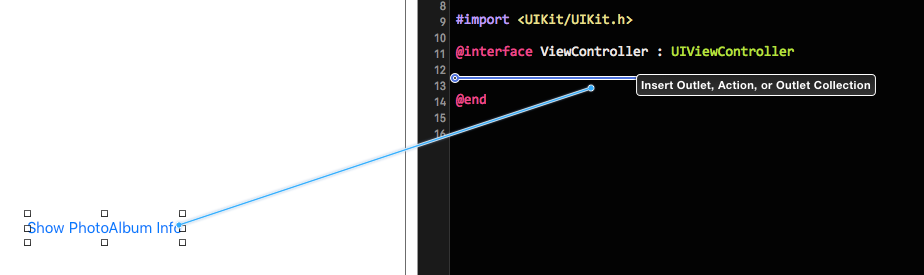 8
9
#import <UIKit/UIKit.h>
10
11
@interface ViewController : UIViewController
12
13
Insert Outlet, Action, or Outlet Collection
14
@end
15
16
Show PhotoAlbum Info